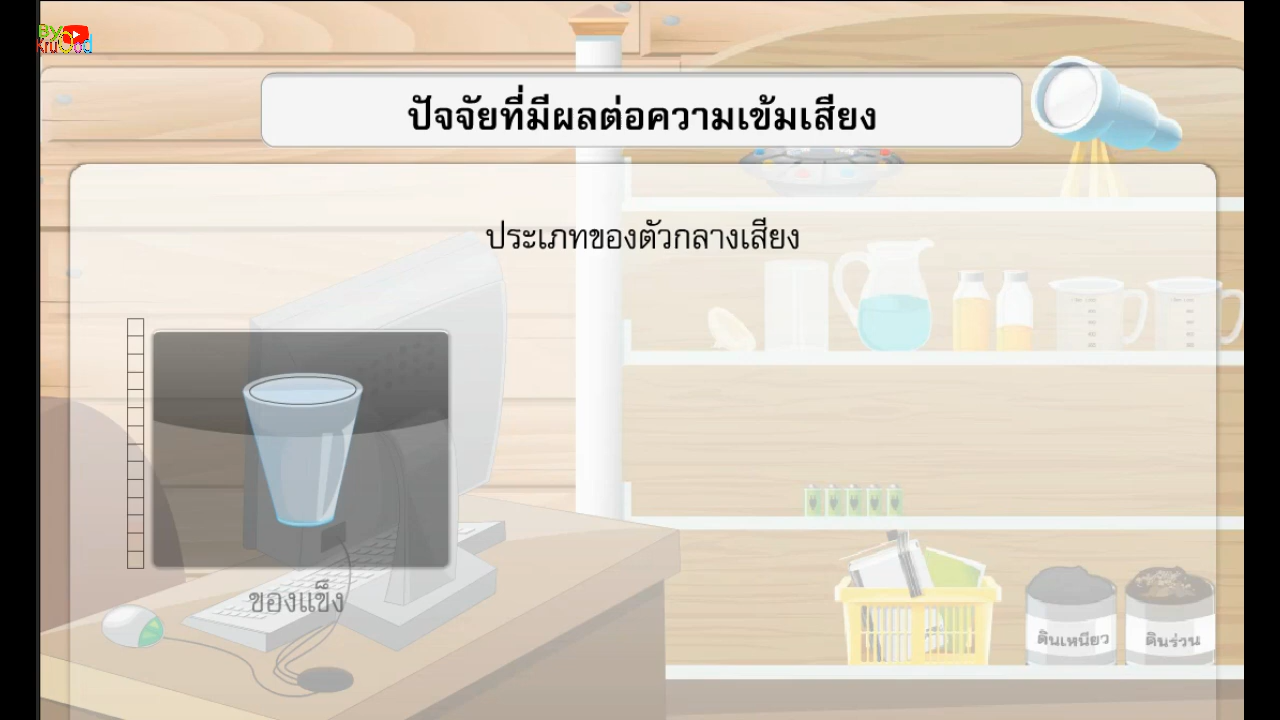 By
KruGod
ปัจจัยที่มีผลต่อความเข้มเสียง
ประเภทของตัวกลางเสียง
ของแข็ง
ดินเหนียว
ดินร่วน